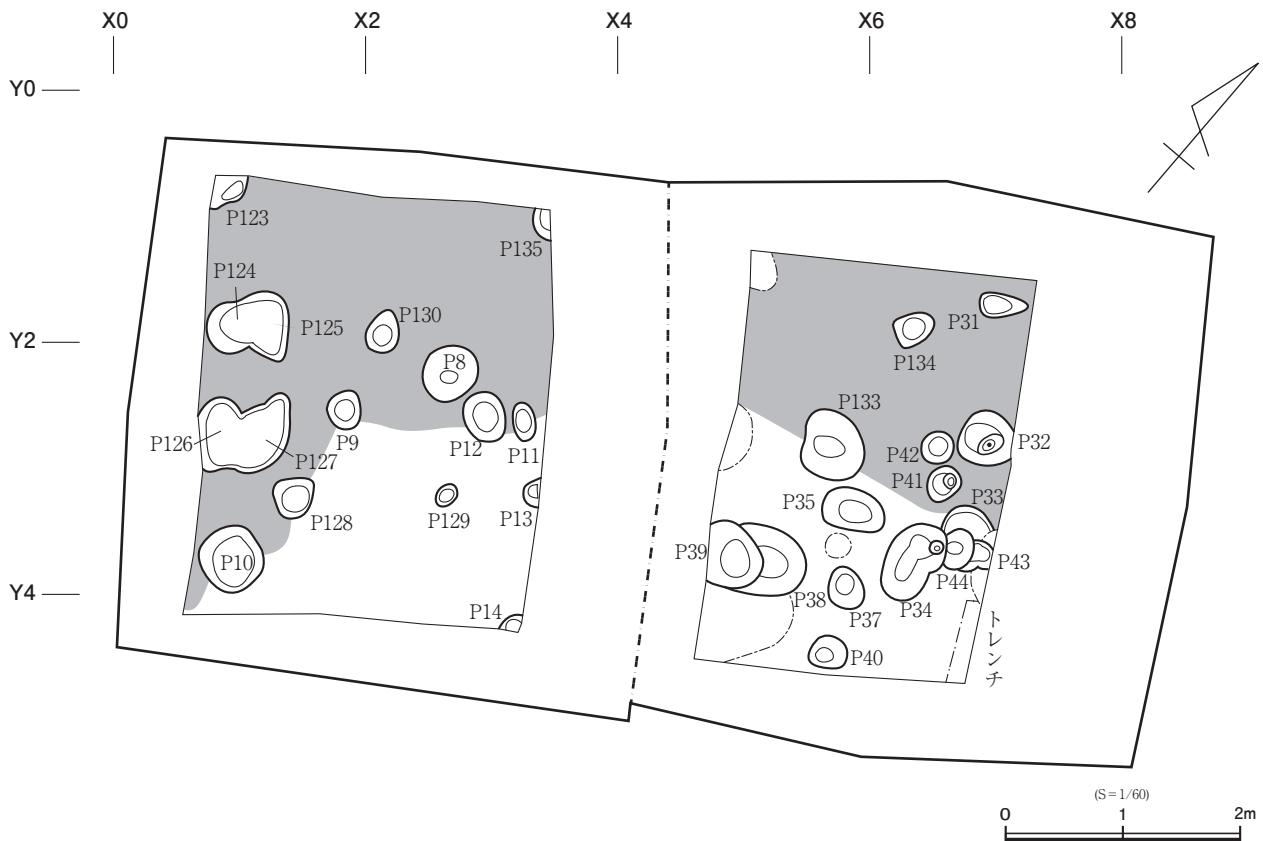 X0
X2
X4
X6
X8
Y0
Y2
Y4
P123
P135
P124
P125
P130
P8
P126
P127
P9
P12
P11
P128
P129
P13
P10
P14
P31
P134
P133
P42
P32
P41
P35
P33
P39
P38
P37
P34
P44
P43
P40
トレンチ
(S=1/60)
0 1 2m